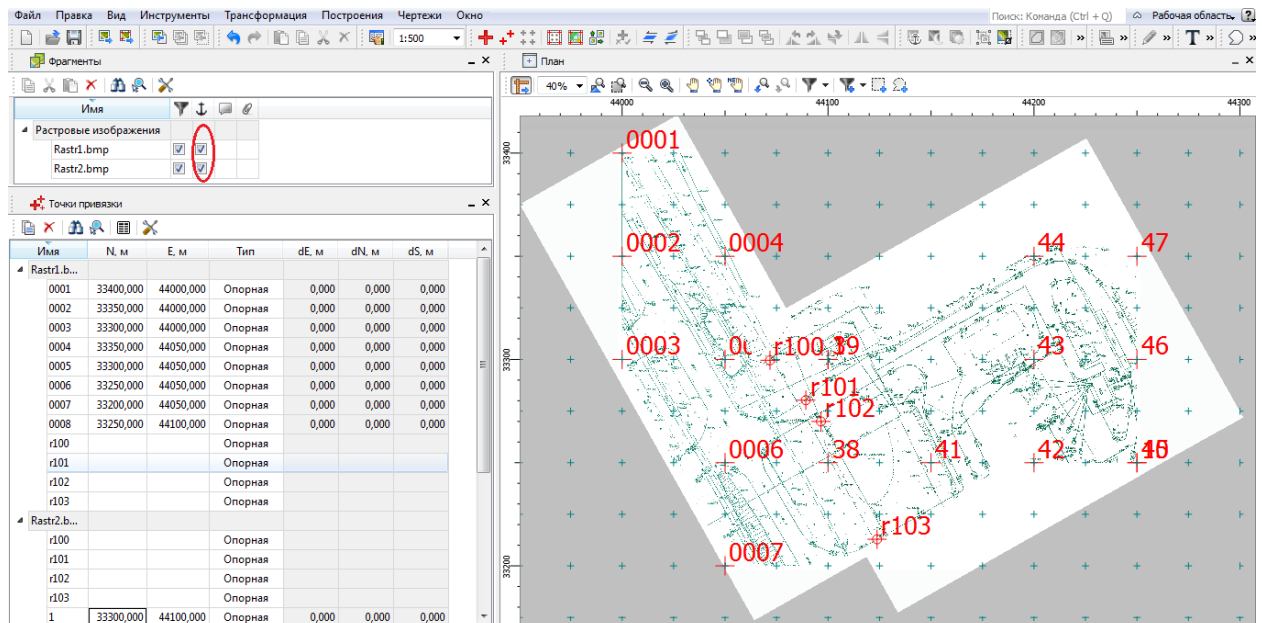 Файл Правка Вид Инструменты Трансформация Построения Чертежи Окно Поиск: Команда (Ctrl + Q) Рабочая область
1:500 T
Фрагменты
Имя
Растровые изображения
Rastr1.bmp
Rastr2.bmp
Точки привязки
Имя N, м E, м Тип dE, м dN, м dS, м
Rastr1.b...
0001 33400,000 44000,000 Опорная 0,000 0,000 0,000
0002 33350,000 44000,000 Опорная 0,000 0,000 0,000
0003 33300,000 44000,000 Опорная 0,000 0,000 0,000
0004 33350,000 44050,000 Опорная 0,000 0,000 0,000
0005 33300,000 44050,000 Опорная 0,000 0,000 0,000
0006 33250,000 44050,000 Опорная 0,000 0,000 0,000
0007 33200,000 44050,000 Опорная 0,000 0,000 0,000
0008 33250,000 44100,000 Опорная 0,000 0,000 0,000
r100 Опорная
r101 Опорная
r102 Опорная
r103 Опорная
Rastr2.b...
r100 Опорная
r101 Опорная
r102 Опорная
r103 Опорная
1 33300,000 44100,000 Опорная 0,000 0,000 0,000
План
40%
44000 44100 44200 44300
33400
33300
33200
0001
0002 0004 44 47
0003 r100 39 43 46
r101
r102
0006 38 41 42
r103
0007